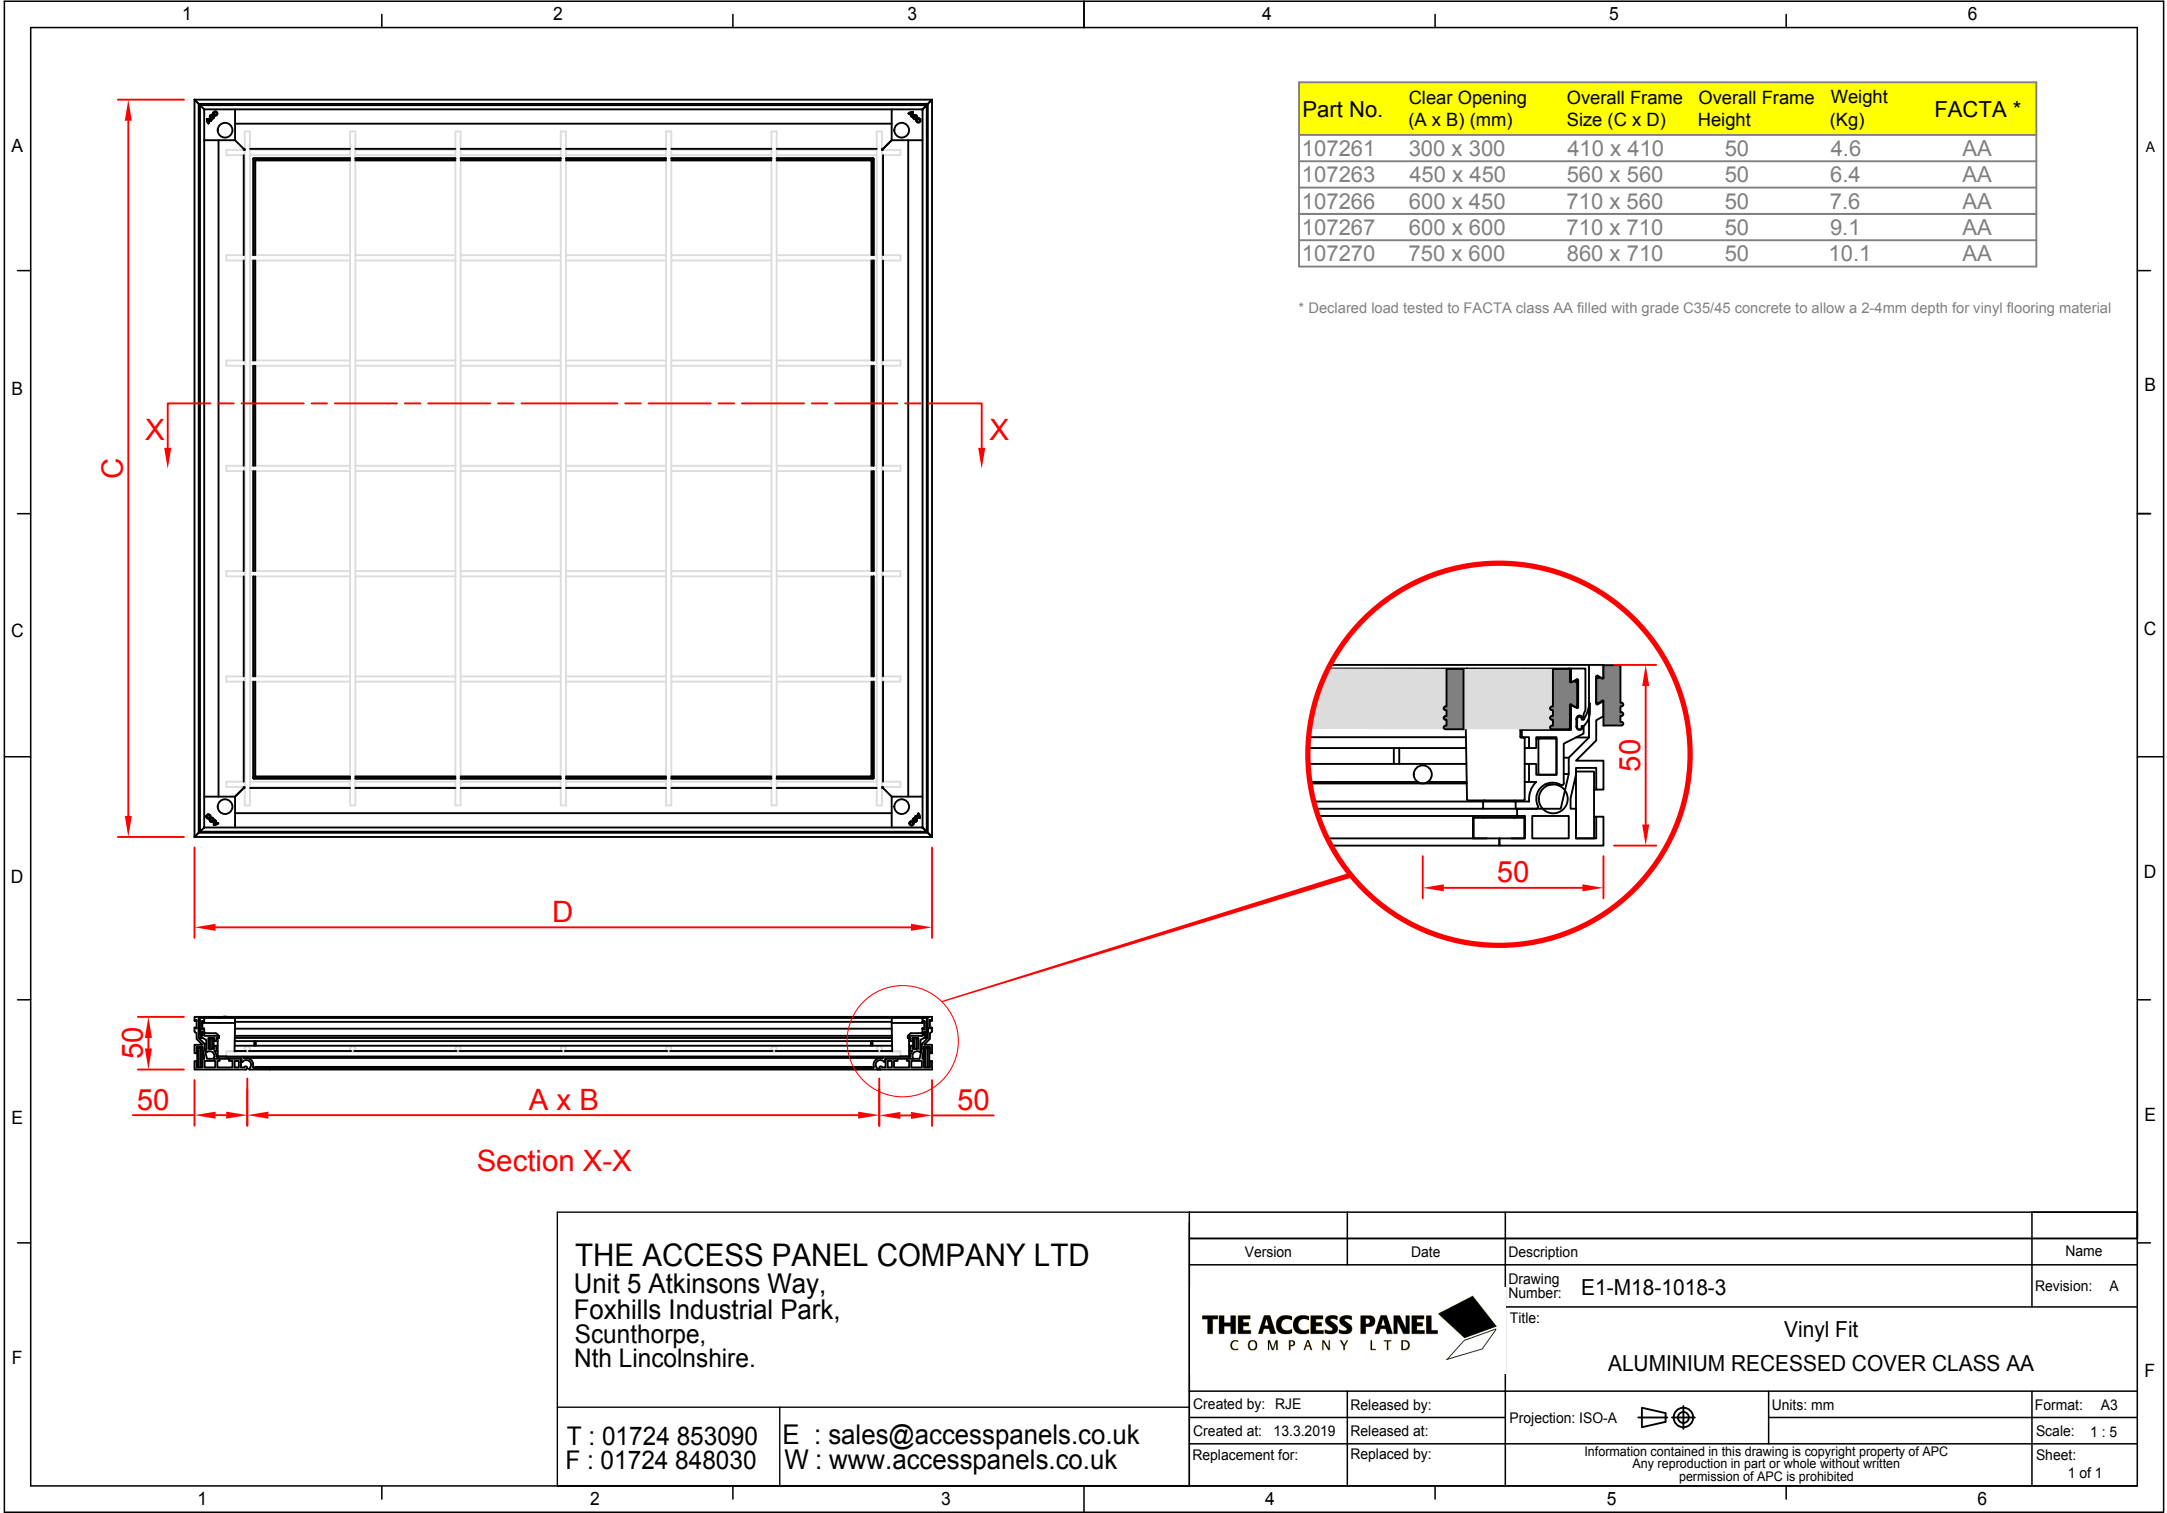 1 2 3 4 5 6
Part No. Clear Opening (A x B) (mm) Overall Frame Size (C x D) Overall Frame Height Weight (Kg) FACTA *
107261 300 x 300 410 x 410 50 4.6 AA
107263 450 x 450 560 x 560 50 6.4 AA
107266 600 x 450 710 x 560 50 7.6 AA
107267 600 x 600 710 x 710 50 9.1 AA
107270 750 x 600 860 x 710 50 10.1 AA
* Declared load tested to FACTA class AA filled with grade C35/45 concrete to allow a 2-4mm depth for vinyl flooring material
A A
B B
C C
D D
E E
F F
X X
C
D
50
50
50
50 A x B 50
Section X-X
THE ACCESS PANEL COMPANY LTD
Unit 5 Atkinsons Way,
Foxhills Industrial Park,
Scunthorpe,
Nth Lincolnshire.
T : 01724 853090
F : 01724 848030
E : sales@accesspanels.co.uk
W : www.accesspanels.co.uk
Version Date Description Name
THE ACCESS PANEL
COMPANY LTD
Drawing Number: E1-M18-1018-3
Revision: A
Title:
Vinyl Fit
ALUMINIUM RECESSED COVER CLASS AA
Created by: RJE Released by:
Created at: 13.3.2019 Released at:
Replacement for: Replaced by:
Projection: ISO-A
Units: mm
Format: A3
Scale: 1 : 5
Information contained in this drawing is copyright property of APC
Any reproduction in part or whole without written
permission of APC is prohibited
Sheet:
1 of 1
1 2 3 4 5 6